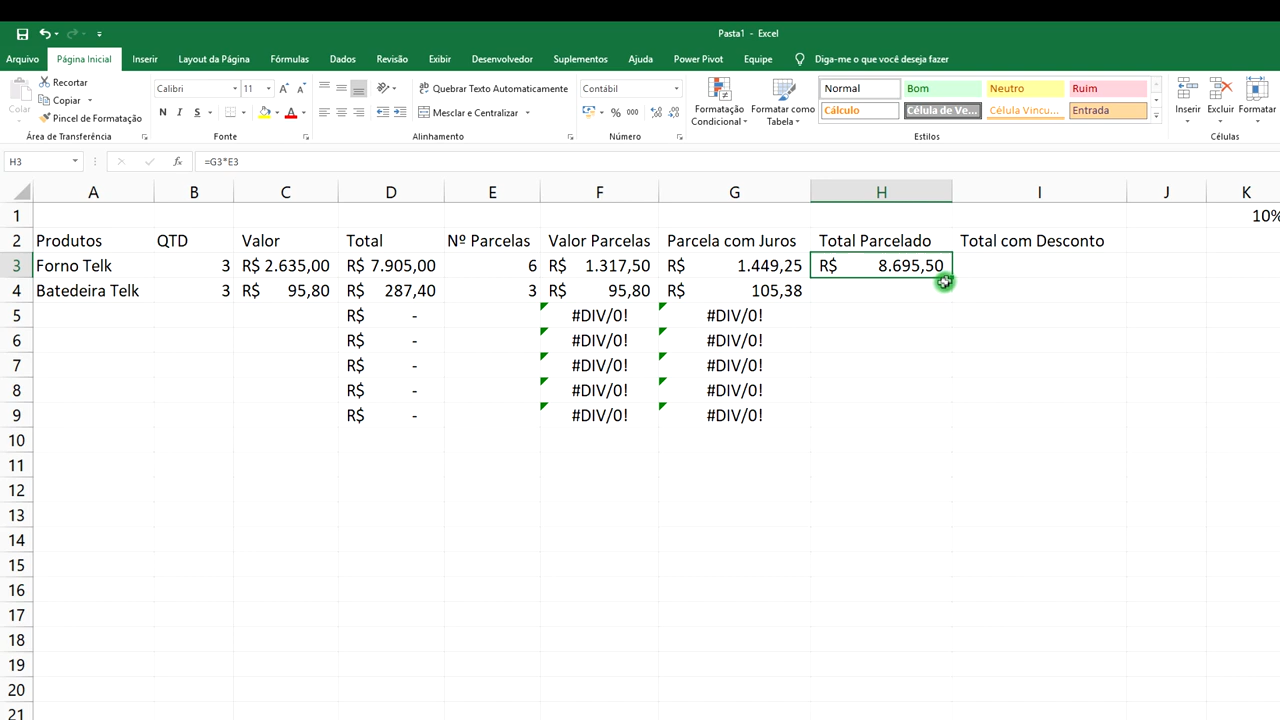 Pasta1 - Excel
Arquivo Página Inicial Inserir Layout da Página Fórmulas Dados Revisão Exibir Desenvolvedor Suplementos Ajuda Power Pivot Equipe Diga-me o que você deseja fazer
Colar
Recortar
Copiar
Pincel de Formatação
Área de Transferência
Calibri 11
N I S
Fonte
Quebrar Texto Automaticamente
Mesclar e Centralizar
Alinhamento
Contábil
% 000
Número
Formatação Condicional
Formatar como Tabela
Normal Bom Neutro Ruim
Cálculo Célula de Ve... Célula Vincu... Entrada
Estilos
Inserir Excluir Formatar
Células
H3 fx =G3*E3
A B C D E F G H I J K
1 10%
2 Produtos QTD Valor Total Nº Parcelas Valor Parcelas Parcela com Juros Total Parcelado Total com Desconto
3 Forno Telk 3 R$ 2.635,00 R$ 7.905,00 6 R$ 1.317,50 R$ 1.449,25 R$ 8.695,50
4 Batedeira Telk 3 R$ 95,80 R$ 287,40 3 R$ 95,80 R$ 105,38
5 R$ - #DIV/0! #DIV/0!
6 R$ - #DIV/0! #DIV/0!
7 R$ - #DIV/0! #DIV/0!
8 R$ - #DIV/0! #DIV/0!
9 R$ - #DIV/0! #DIV/0!
10
11
12
13
14
15
16
17
18
19
20
21